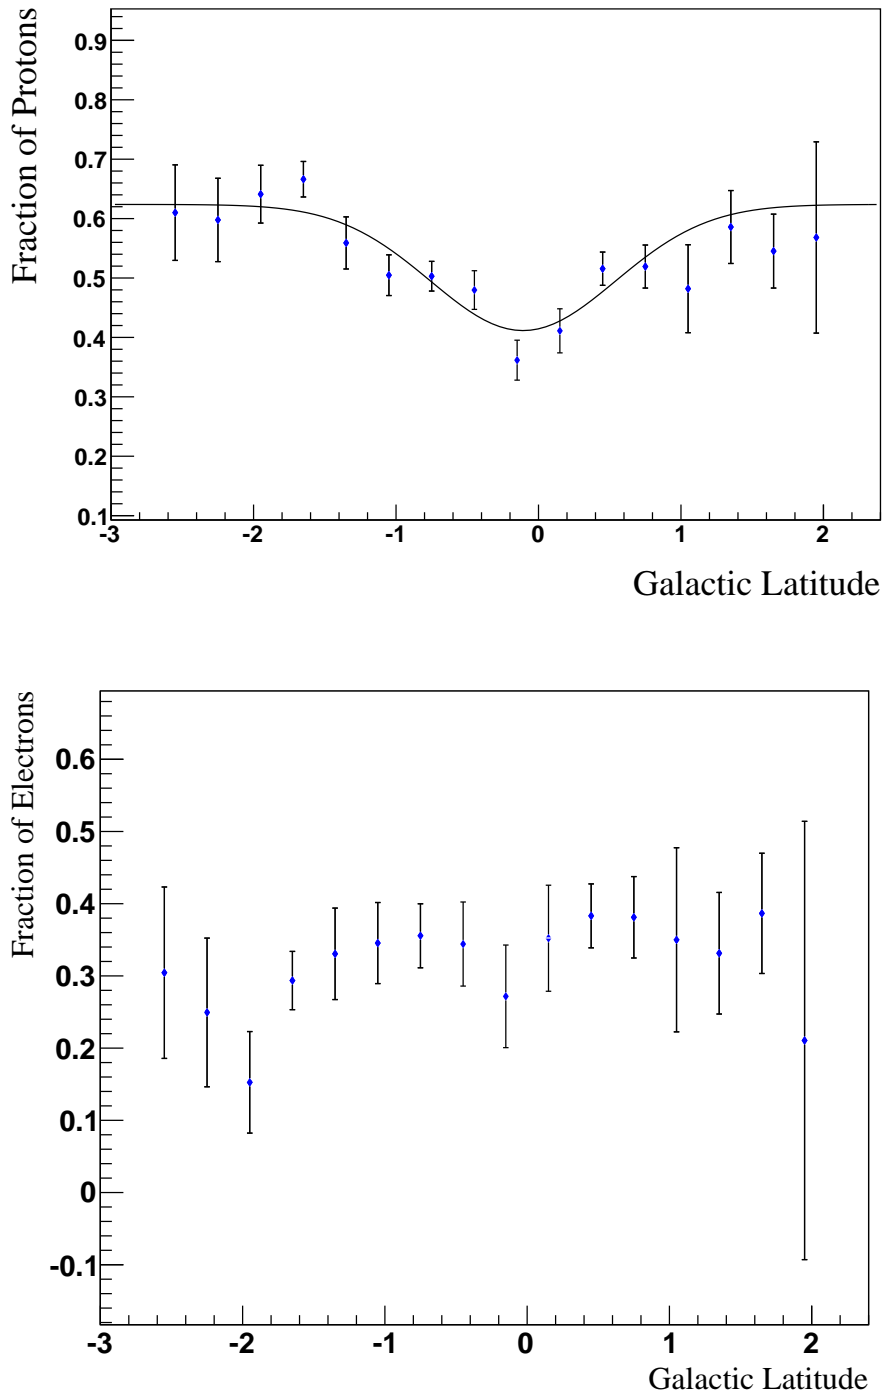 Fraction of Protons
0.9
0.8
0.7
0.6
0.5
0.4
0.3
0.2
0.1
-3 -2 -1 0 1 2
Galactic Latitude
Fraction of Electrons
0.6
0.5
0.4
0.3
0.2
0.1
0
-0.1
-3 -2 -1 0 1 2
Galactic Latitude